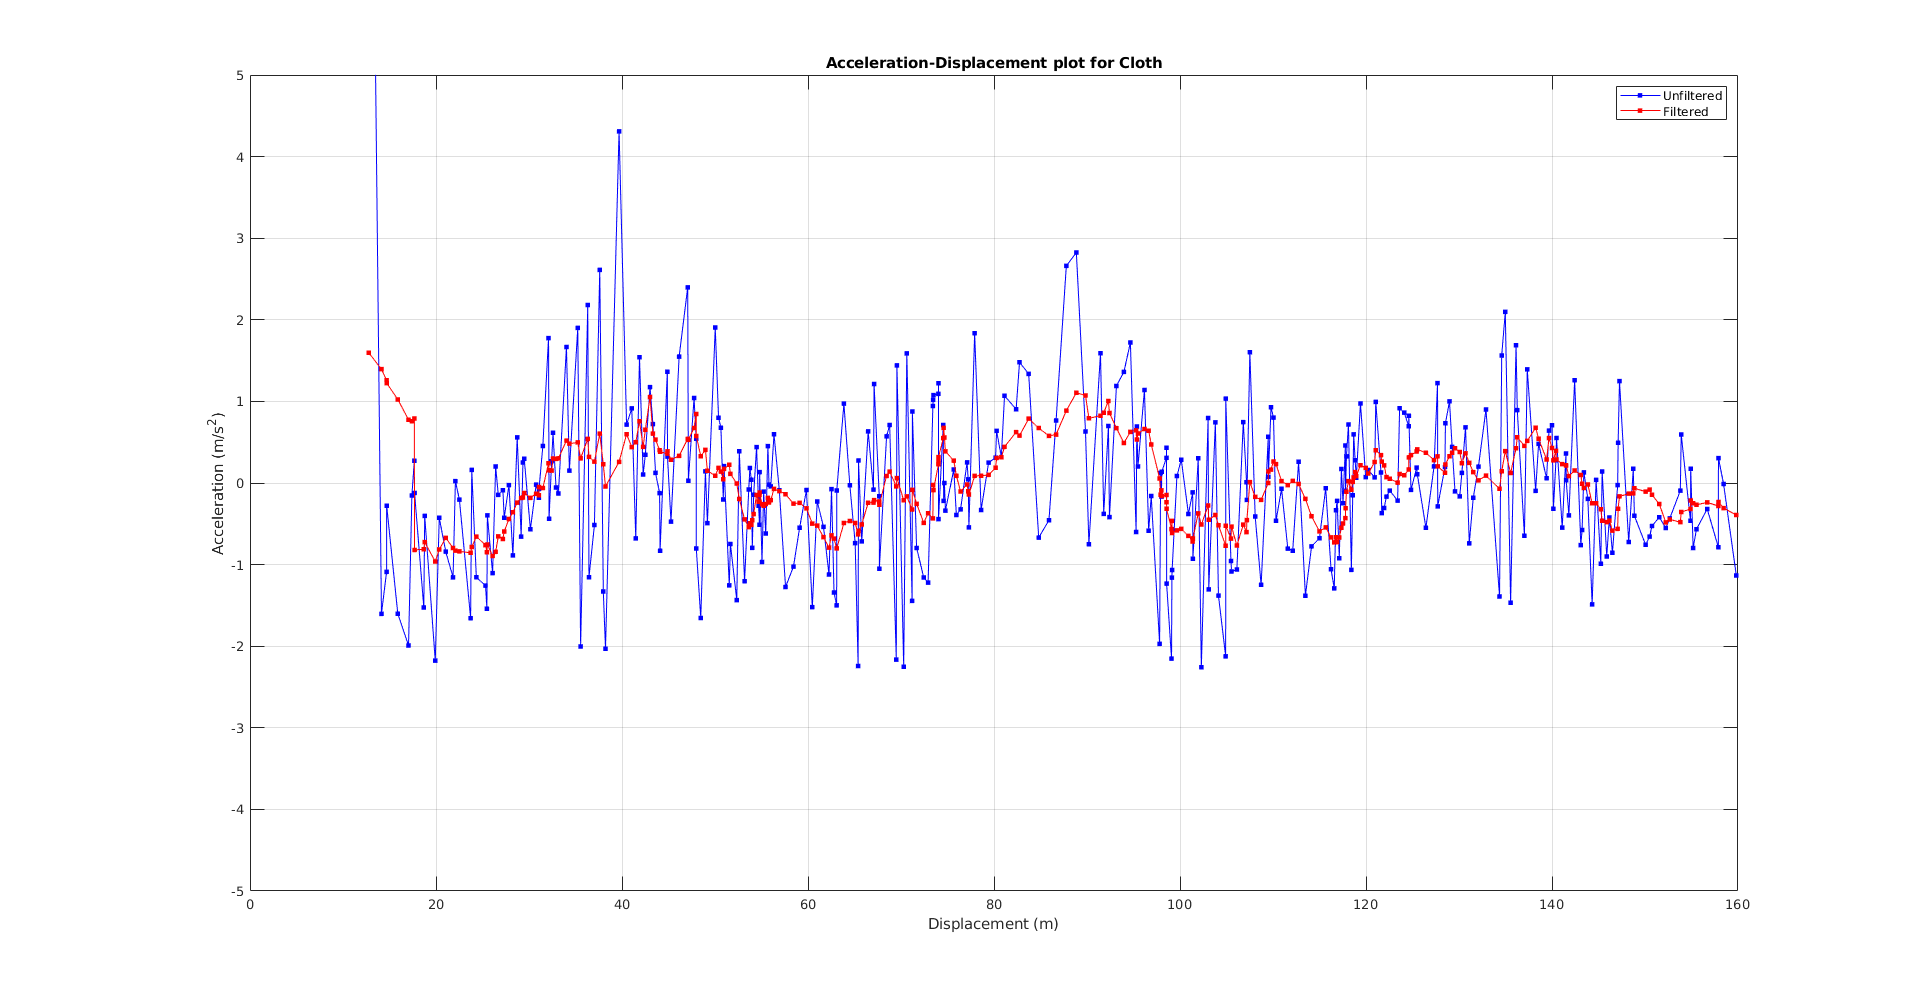 Acceleration-Displacement plot for Cloth
Unfiltered
Filtered
Acceleration (m/s²)
5
4
3
2
1
0
-1
-2
-3
-4
-5
0 20 40 60 80 100 120 140 160
Displacement (m)